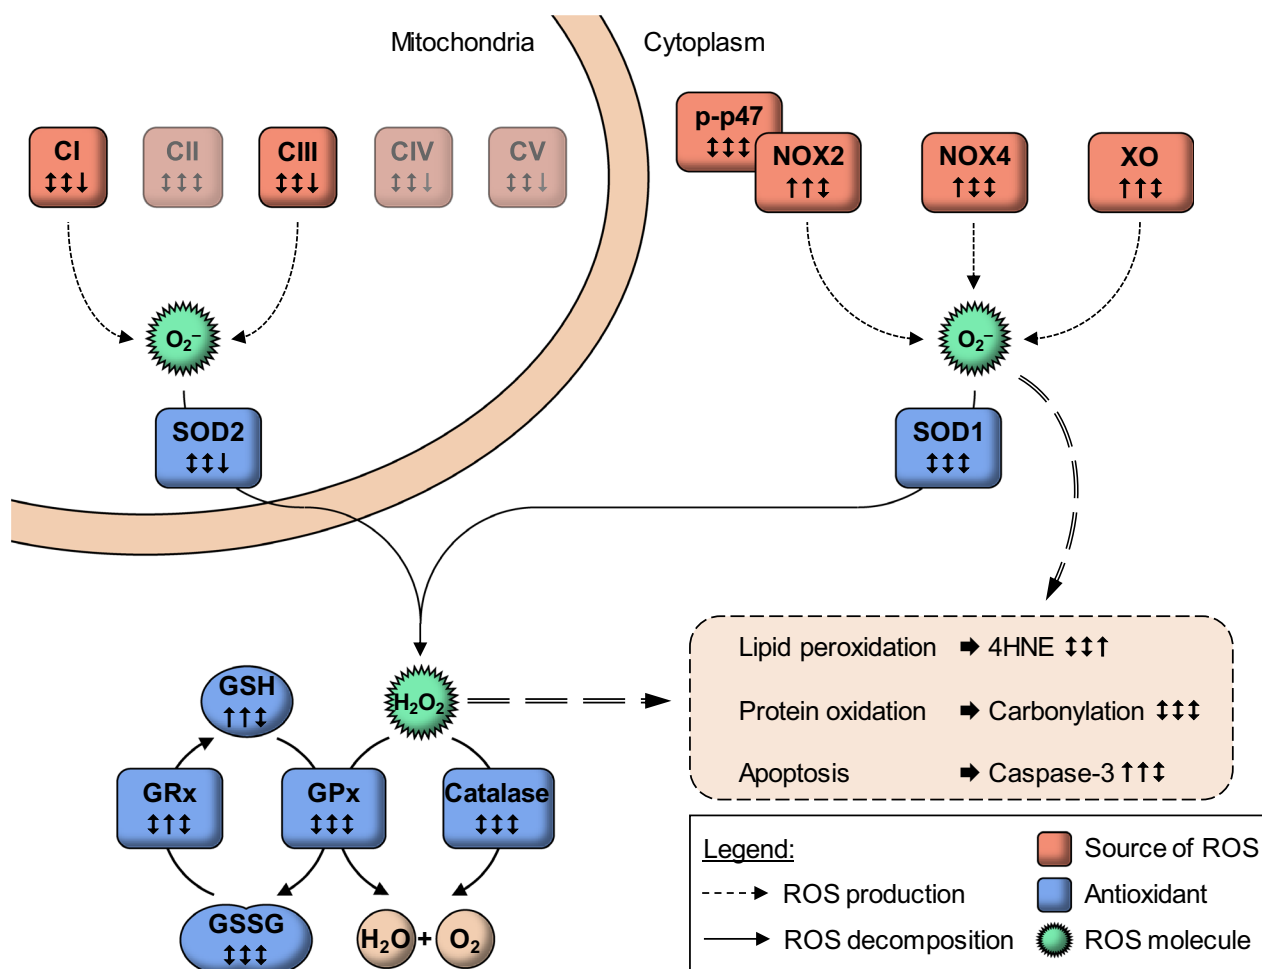 Mitochondria
Cytoplasm
CI
↕↕↓
CII
↕↕↕
CIII
↕↕↓
CIV
↕↕↓
CV
↕↕↓
p-p47
↕↕↕
NOX2
↑↑↕
NOX4
↑↕↕
XO
↑↑↕
O₂⁻
O₂⁻
SOD2
↕↕↓
SOD1
↕↕↕
H₂O₂
GSH
↑↑↕
GRx
↕↑↕
GPx
↕↕↕
Catalase
↕↕↕
GSSG
↕↕↕
H₂O + O₂
Lipid peroxidation ➡ 4HNE ↕↕↑
Protein oxidation ➡ Carbonylation ↕↕↕
Apoptosis ➡ Caspase-3 ↑↑↕
Legend:
ROS production
ROS decomposition
Source of ROS
Antioxidant
ROS molecule